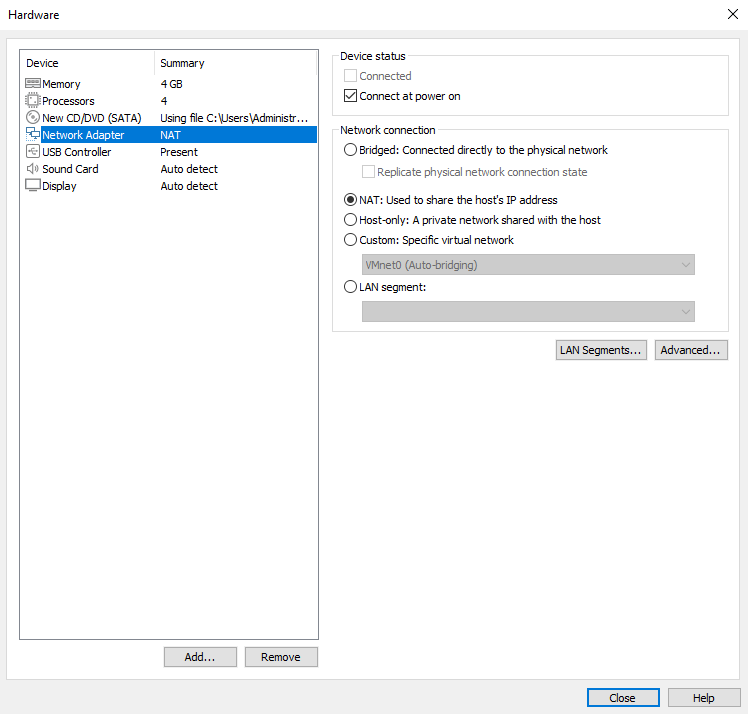 Hardware
Device Summary
Memory 4 GB
Processors 4
New CD/DVD (SATA) Using file C:\Users\Administr...
Network Adapter NAT
USB Controller Present
Sound Card Auto detect
Display Auto detect
Add... Remove
Device status
Connected
Connect at power on
Network connection
Bridged: Connected directly to the physical network
Replicate physical network connection state
NAT: Used to share the host's IP address
Host-only: A private network shared with the host
Custom: Specific virtual network
VMnet0 (Auto-bridging)
LAN segment:
LAN Segments... Advanced...
Close Help